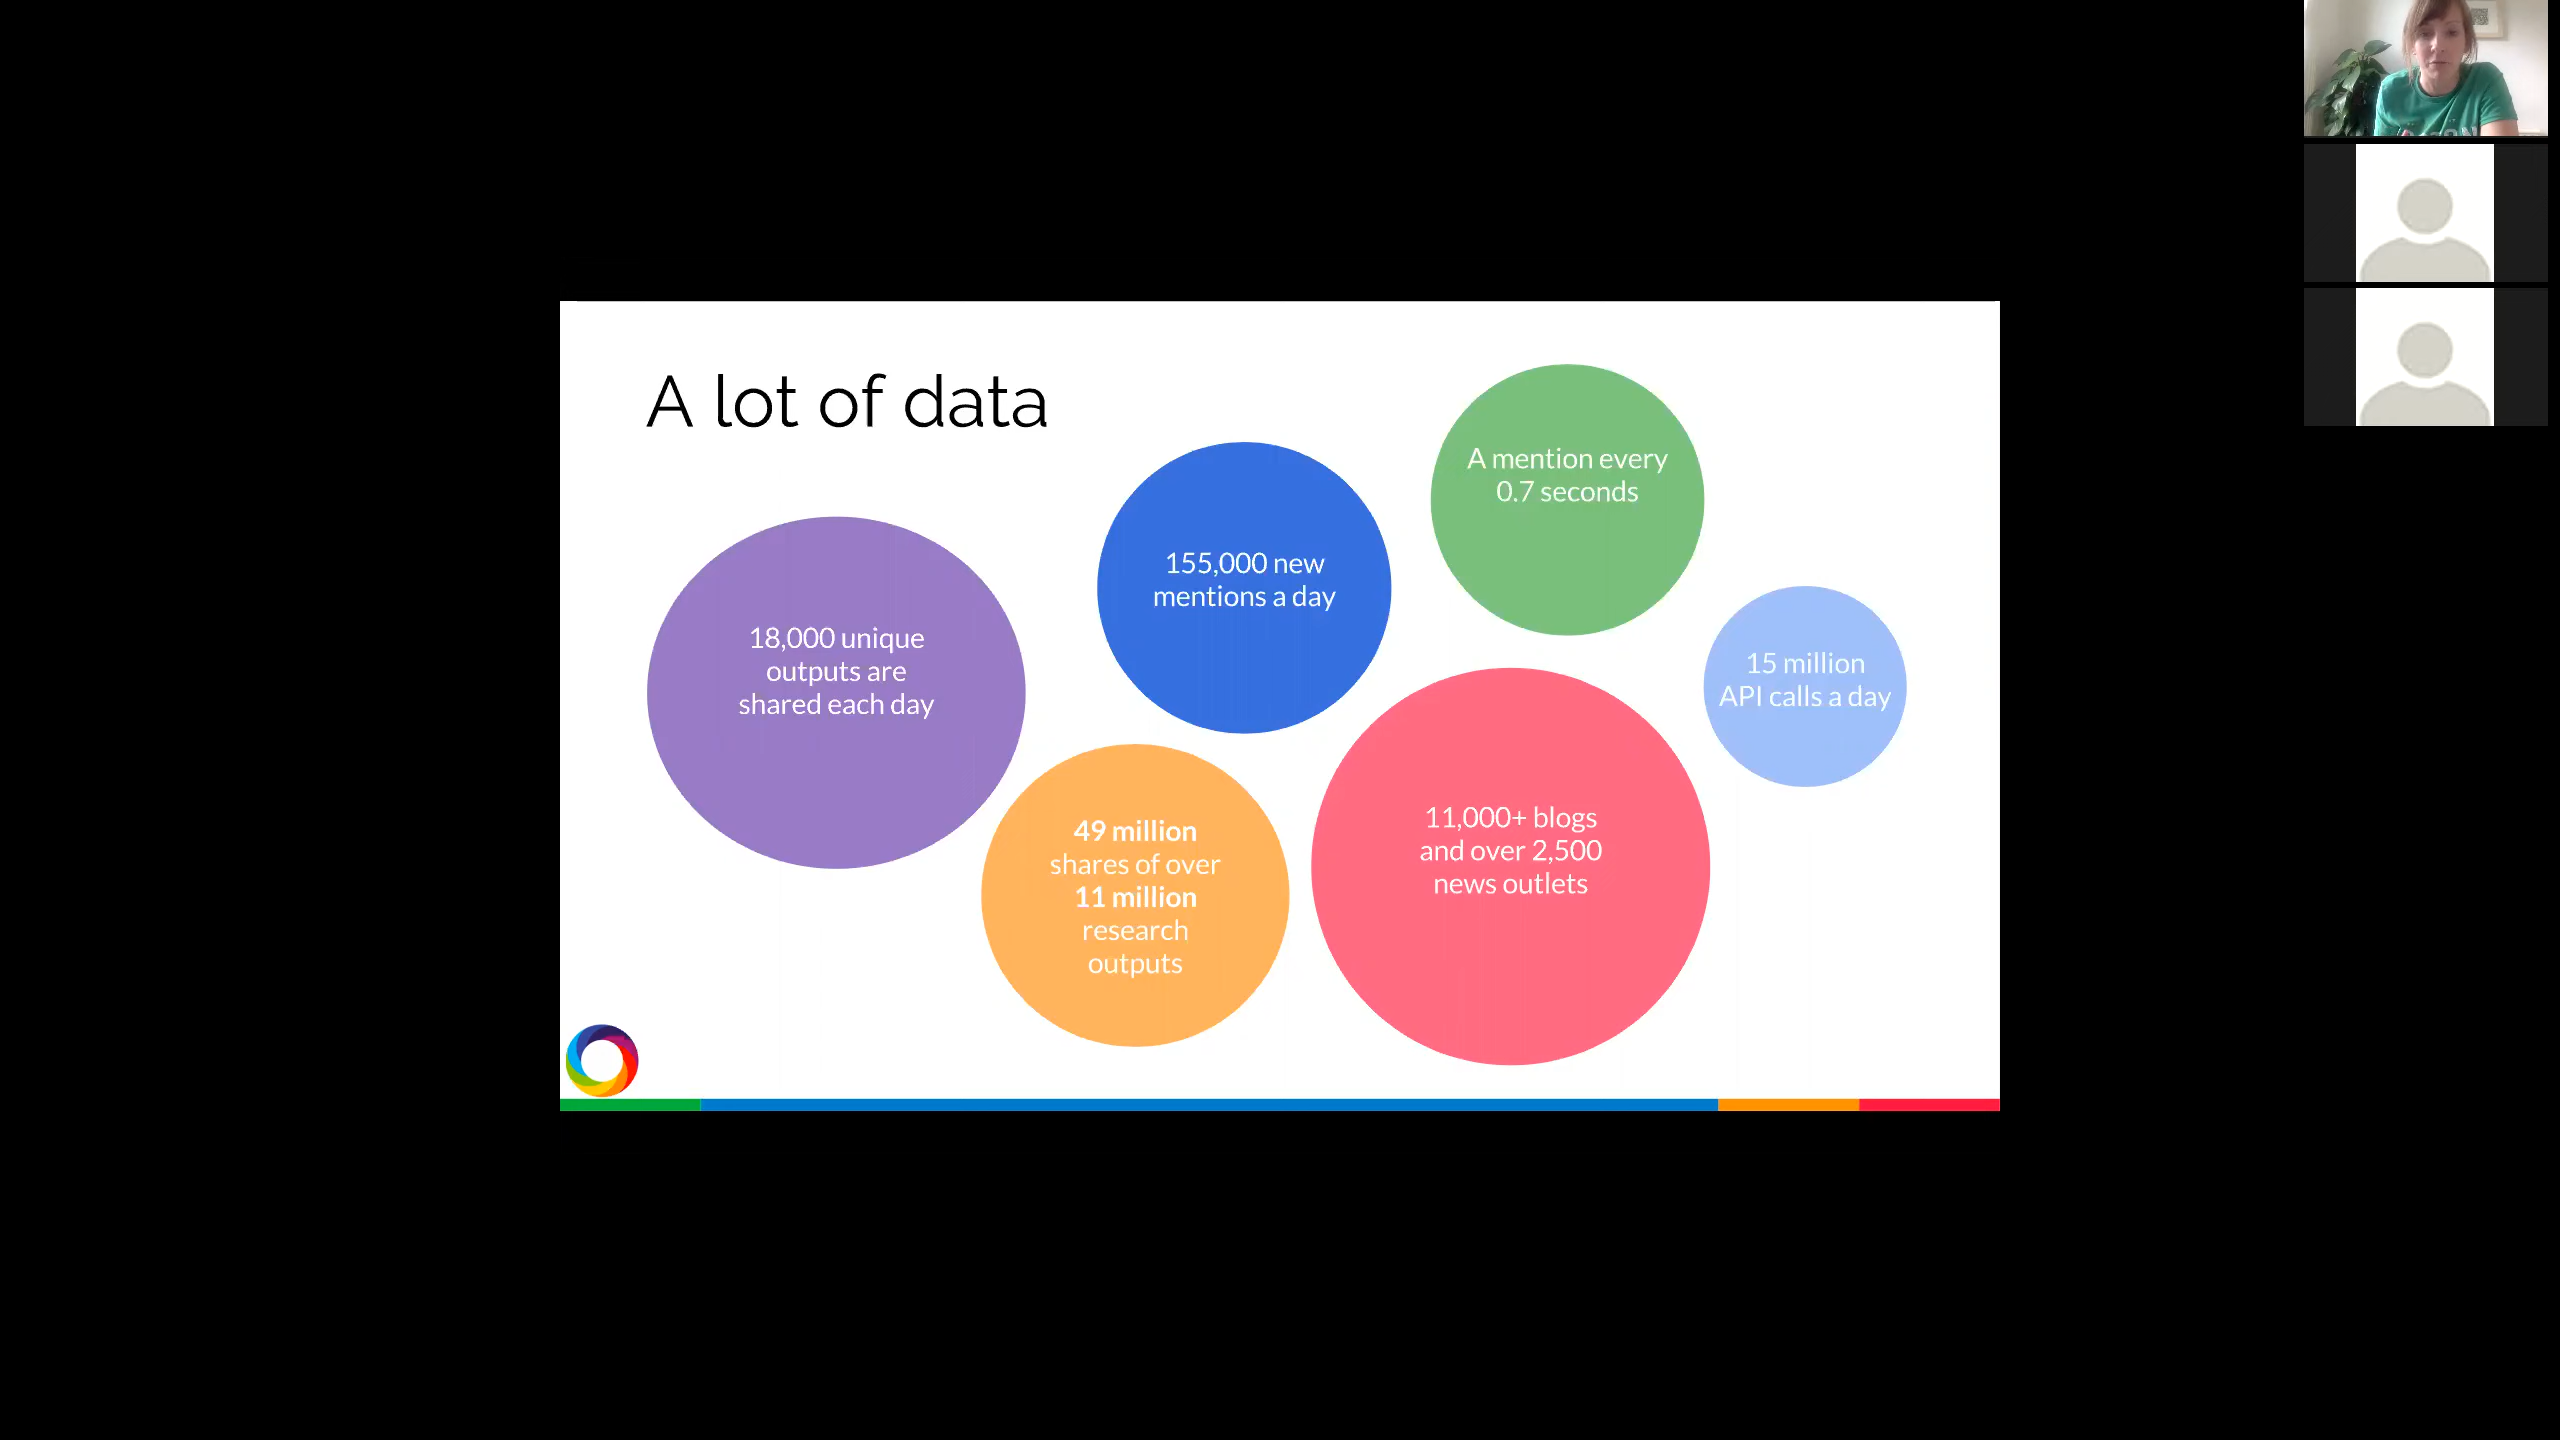 A lot of data
A mention every
0.7 seconds
155,000 new
mentions a day
18,000 unique
outputs are
shared each day
15 million
API calls a day
49 million
shares of over
11 million
research
outputs
11,000+ blogs
and over 2,500
news outlets